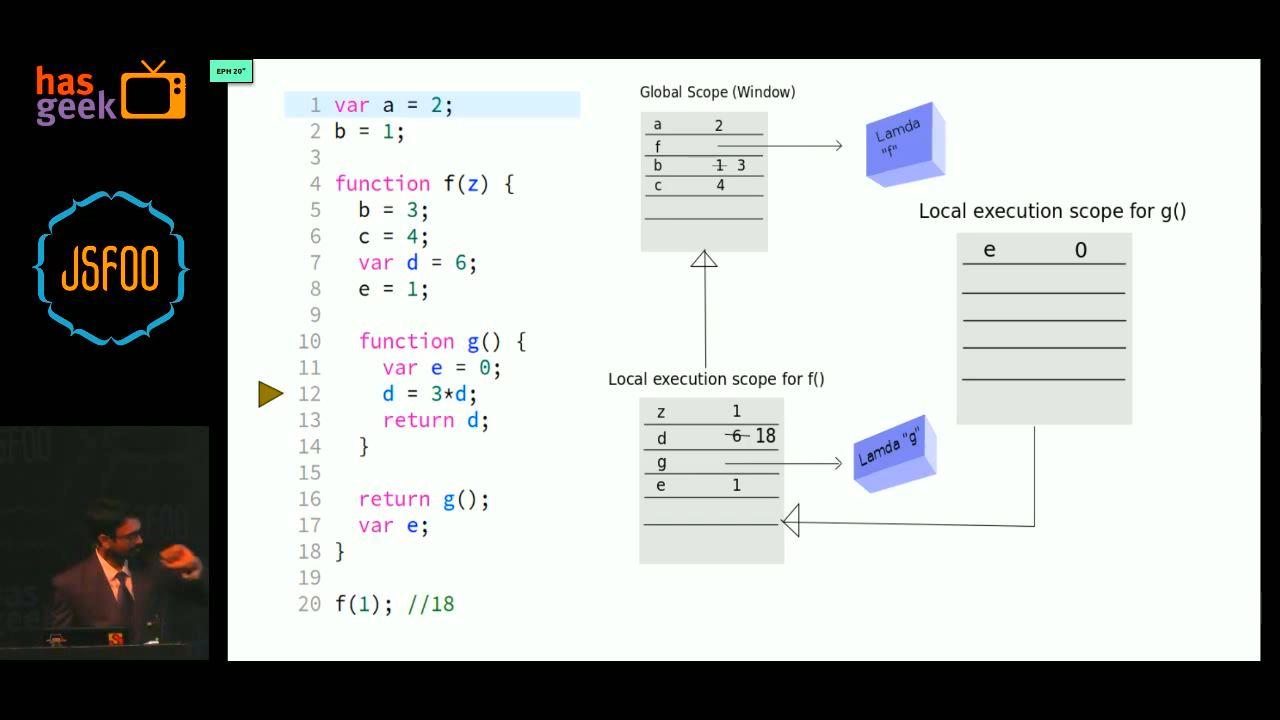 has
geek
JSFOO
EPH 20"
1 var a = 2;
2 b = 1;
3
4 function f(z) {
5 b = 3;
6 c = 4;
7 var d = 6;
8 e = 1;
9
10 function g() {
11 var e = 0;
12 d = 3*d;
13 return d;
14 }
15
16 return g();
17 var e;
18 }
19
20 f(1); //18
Global Scope (Window)
a 2
f
b 1 3
c 4
Lamda
"f"
Local execution scope for g()
e 0
Local execution scope for f()
z 1
d 6 18
g
e 1
Lamda "g"